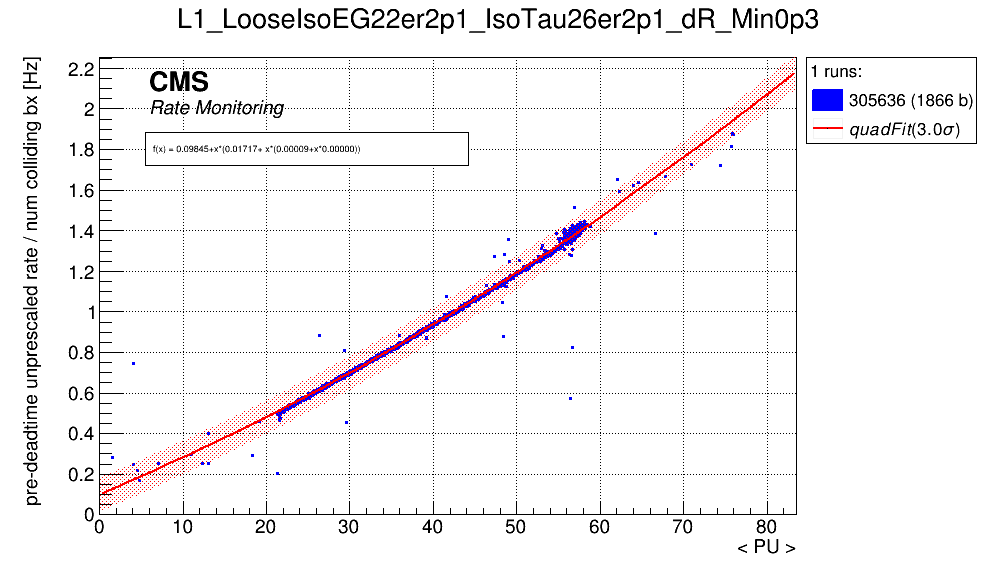 L1_LooseIsoEG22er2p1_IsoTau26er2p1_dR_Min0p3
pre-deadtime unprescaled rate / num colliding bx [Hz]
CMS
Rate Monitoring
f(x) = 0.09845+x*(0.01717+ x*(0.00009+x*0.00000))
1 runs:
305636 (1866 b)
quadFit(3.0σ)
2.2
2
1.8
1.6
1.4
1.2
1
0.8
0.6
0.4
0.2
0
0 10 20 30 40 50 60 70 80
< PU >